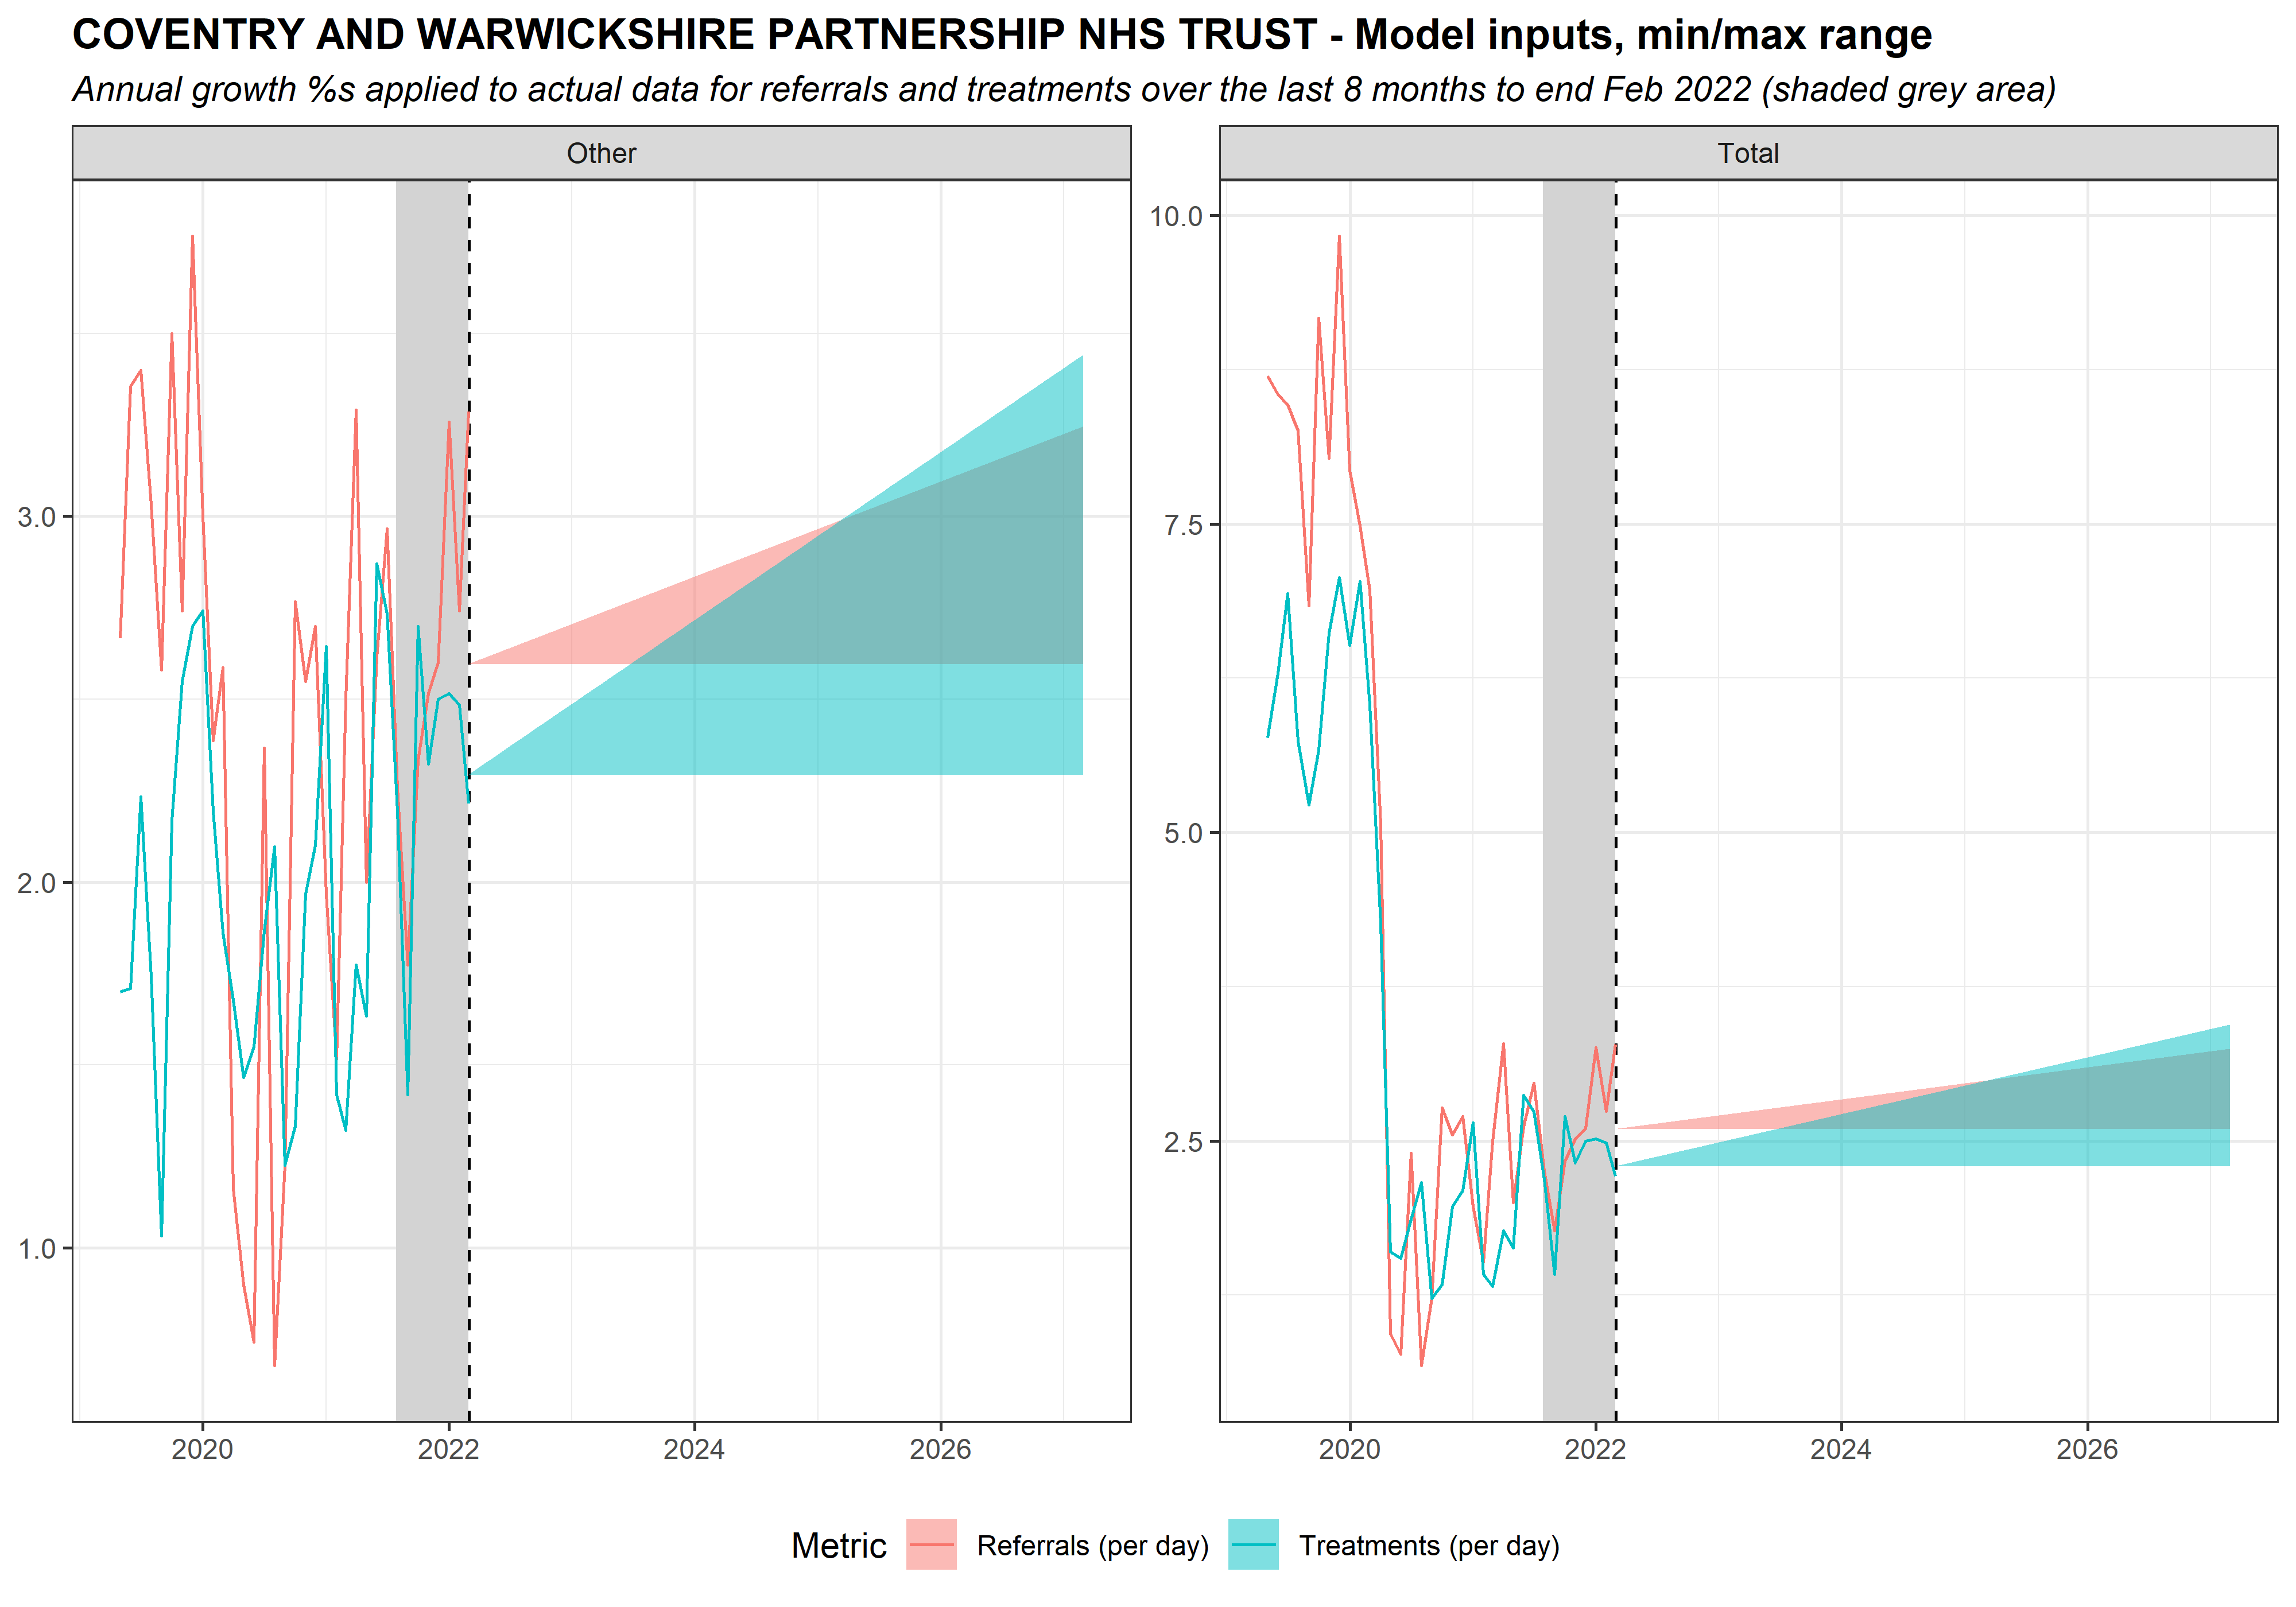 COVENTRY AND WARWICKSHIRE PARTNERSHIP NHS TRUST - Model inputs, min/max range
Annual growth %s applied to actual data for referrals and treatments over the last 8 months to end Feb 2022 (shaded grey area)
Other
Total
3.0
2.0
1.0
10.0
7.5
5.0
2.5
2020 2022 2024 2026
2020 2022 2024 2026
Metric Referrals (per day) Treatments (per day)